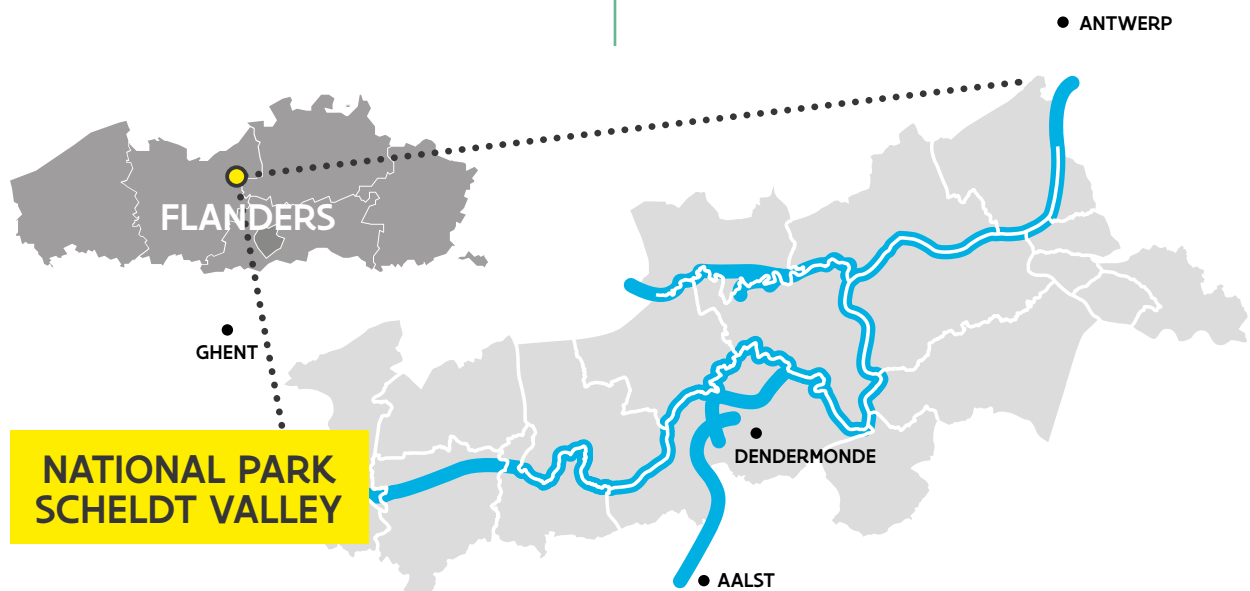 ANTWERP
FLANDERS
GHENT
NATIONAL PARK
SCHELDT VALLEY
DENDERMONDE
AALST